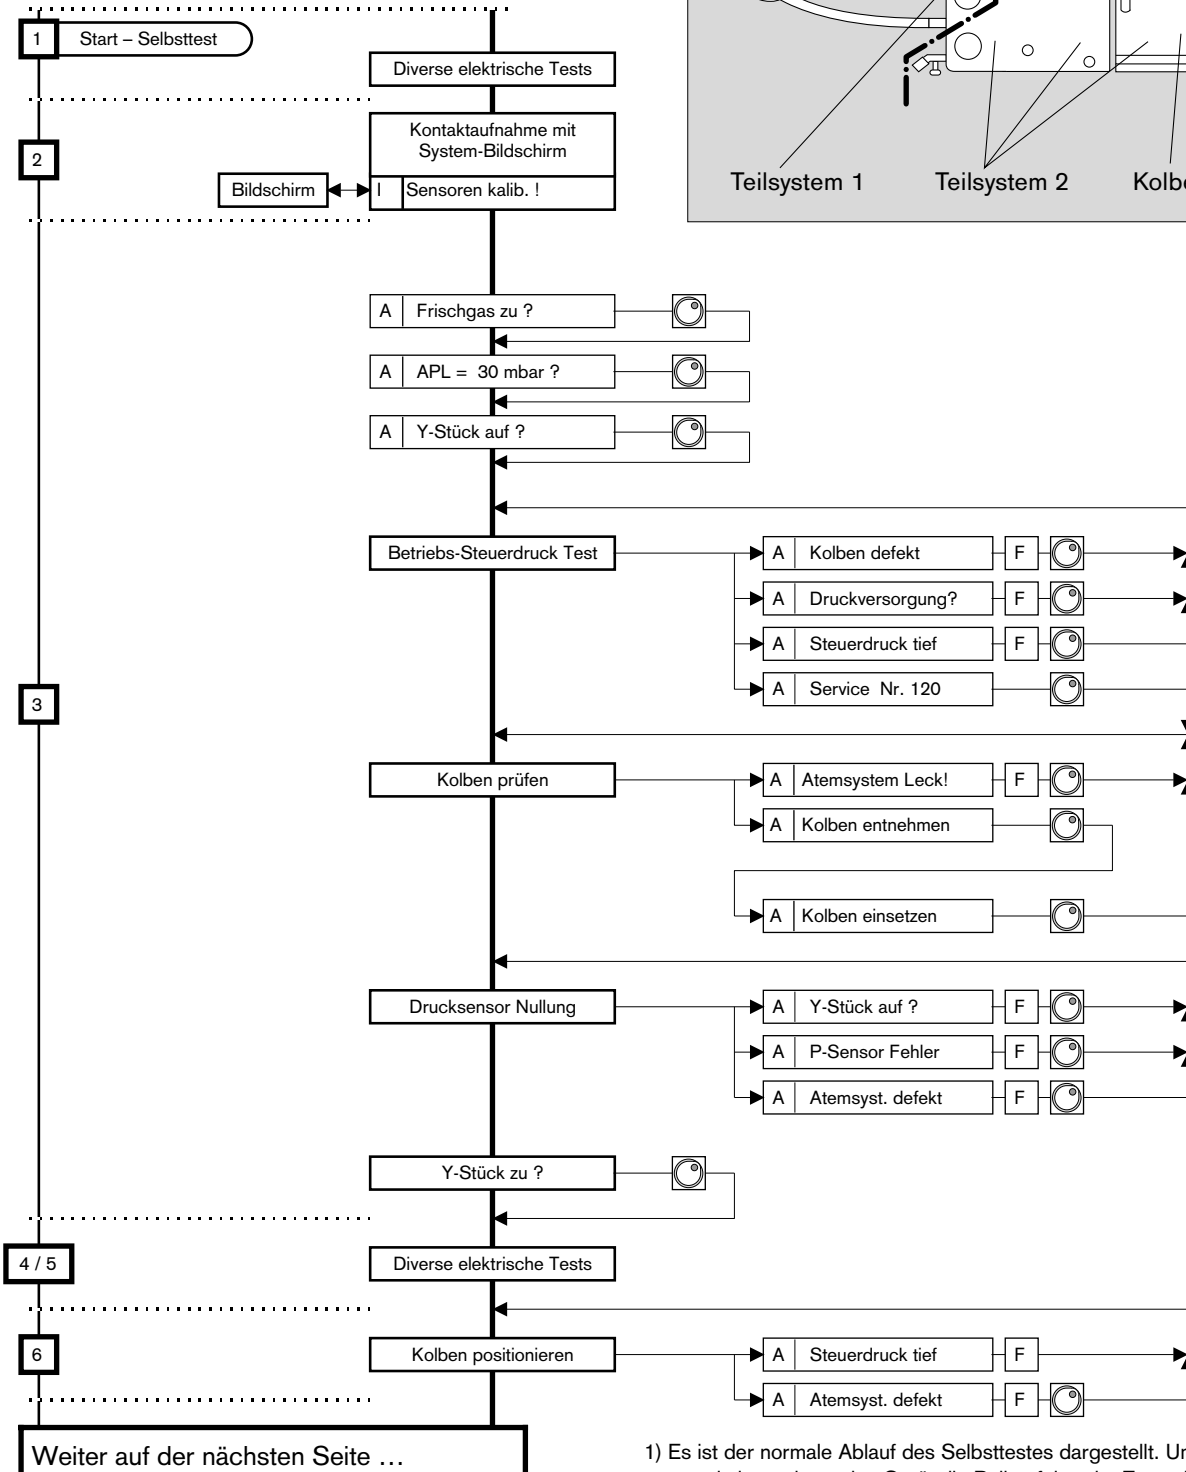 1
Start – Selbsttest
Diverse elektrische Tests
2
Kontaktaufnahme mit
System-Bildschirm
Bildschirm
I
Sensoren kalib. !
Teilsystem 1
Teilsystem 2
A
Frischgas zu ?
A
APL = 30 mbar ?
A
Y-Stück auf ?
3
Betriebs-Steuerdruck Test
A
Kolben defekt
F
A
Druckversorgung?
F
A
Steuerdruck tief
F
A
Service Nr. 120
Kolben prüfen
A
Atemsystem Leck!
F
A
Kolben entnehmen
A
Kolben einsetzen
Drucksensor Nullung
A
Y-Stück auf ?
F
A
P-Sensor Fehler
F
A
Atemsyst. defekt
F
Y-Stück zu ?
4 / 5
Diverse elektrische Tests
6
Kolben positionieren
A
Steuerdruck tief
F
A
Atemsyst. defekt
F
Weiter auf der nächsten Seite …
1) Es ist der normale Ablauf des Selbsttestes dargestellt.